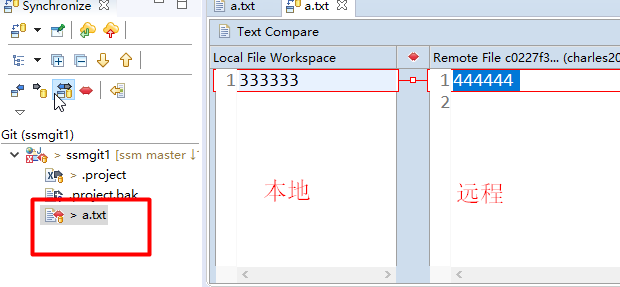 Synchronize
Git (ssmgit1)
> ssmgit1 [ssm master
> .project
.project.bak
> a.txt
a.txt
a.txt
Text Compare
Local File Workspace
Remote File c0227f3... (charles20
1 333333
1 444444
2
本地
远程